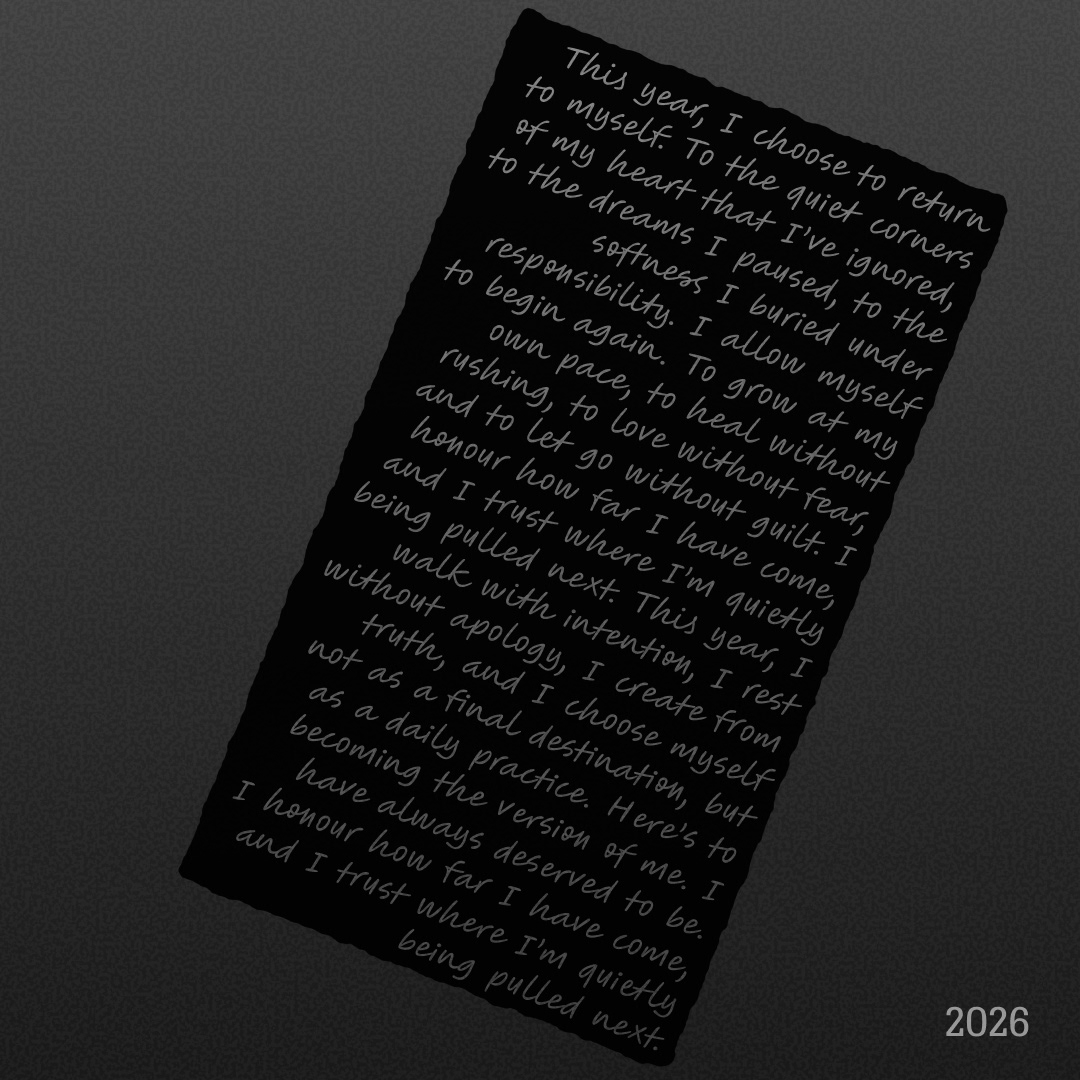 This year, I choose to return
to myself. To the quiet corners
of my heart that I've ignored,
to the dreams I paused, to the
softness I buried under
responsibility. I allow myself
to begin again. To grow at my
own pace, to heal without
rushing, to love without fear,
and to let go without guilt. I
honour how far I have come,
and I trust where I'm quietly
being pulled next. This year, I
walk with intention, I rest
without apology, I create from
truth, and I choose myself
not as a final destination, but
as a daily practice. Here's to
becoming the version of me. I
have always deserved to be.
I honour how far I have come,
and I trust where I'm quietly
being pulled next.
2026